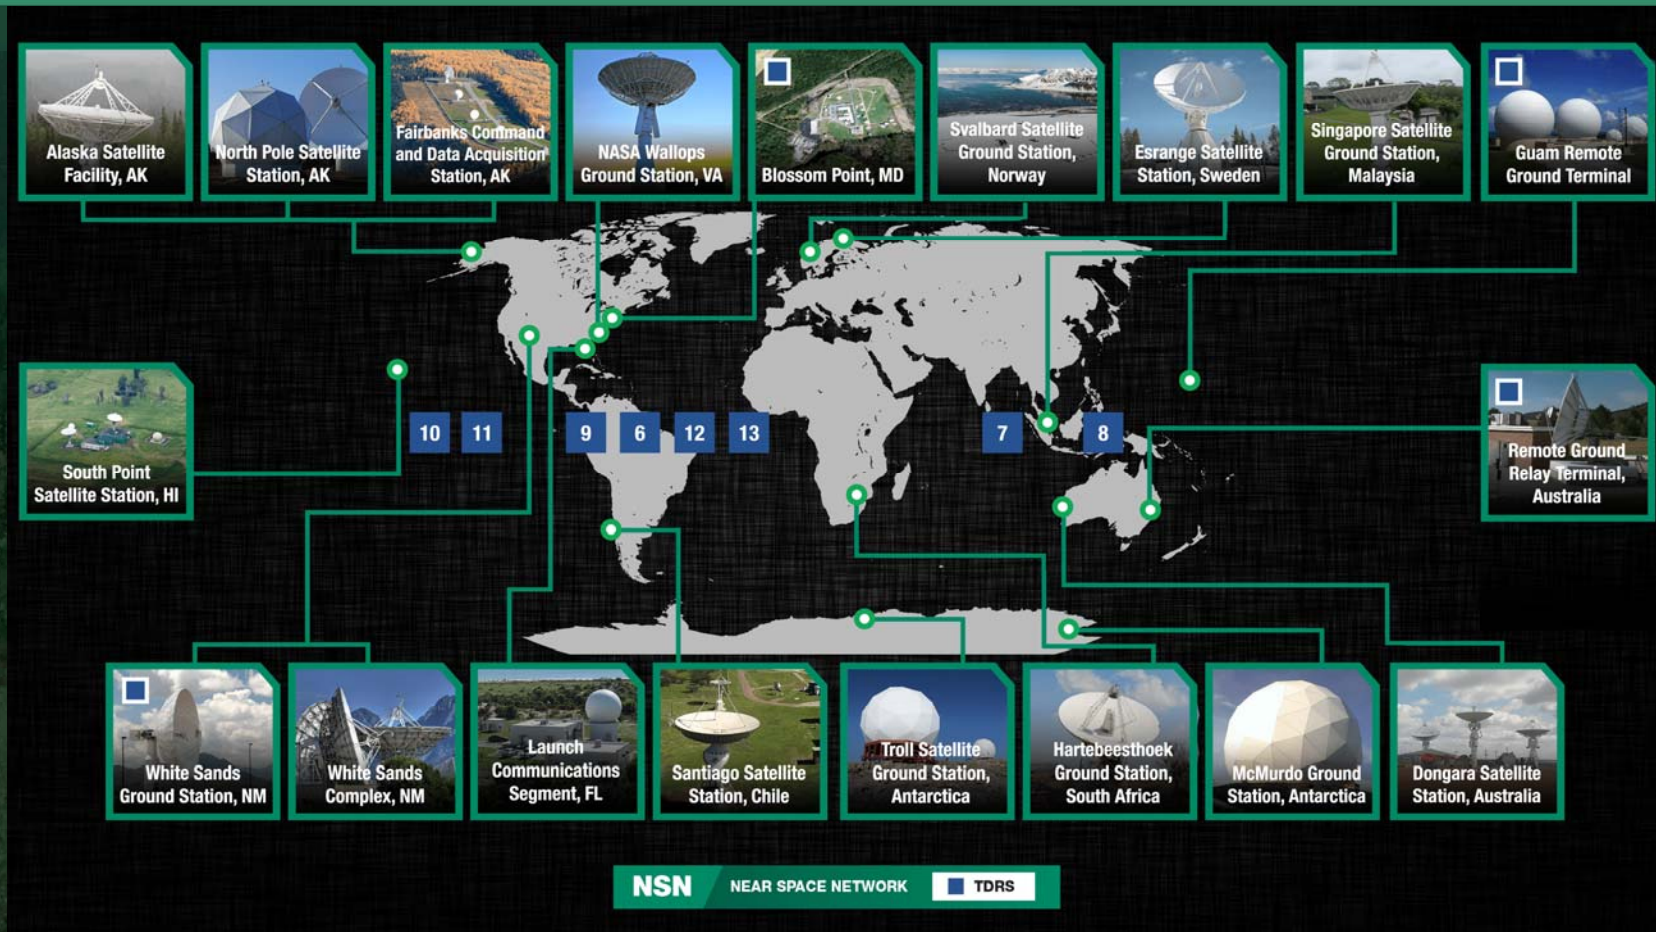 Alaska Satellite
Facility, AK
North Pole Satellite
Station, AK
Fairbanks Command
and Data Acquisition
Station, AK
NASA Wallops
Ground Station, VA
Blossom Point, MD
Svalbard Satellite
Ground Station,
Norway
Esrange Satellite
Station, Sweden
Singapore Satellite
Ground Station,
Malaysia
Guam Remote
Ground Terminal
South Point
Satellite Station, HI
10 11 9 6 12 13 7 8
Remote Ground
Relay Terminal,
Australia
White Sands
Ground Station, NM
White Sands
Complex, NM
Launch
Communications
Segment, FL
Santiago Satellite
Station, Chile
Troll Satellite
Ground Station,
Antarctica
Hartebeesthoek
Ground Station,
South Africa
McMurdo Ground
Station, Antarctica
Dongara Satellite
Station, Australia
NSN NEAR SPACE NETWORK TDRS